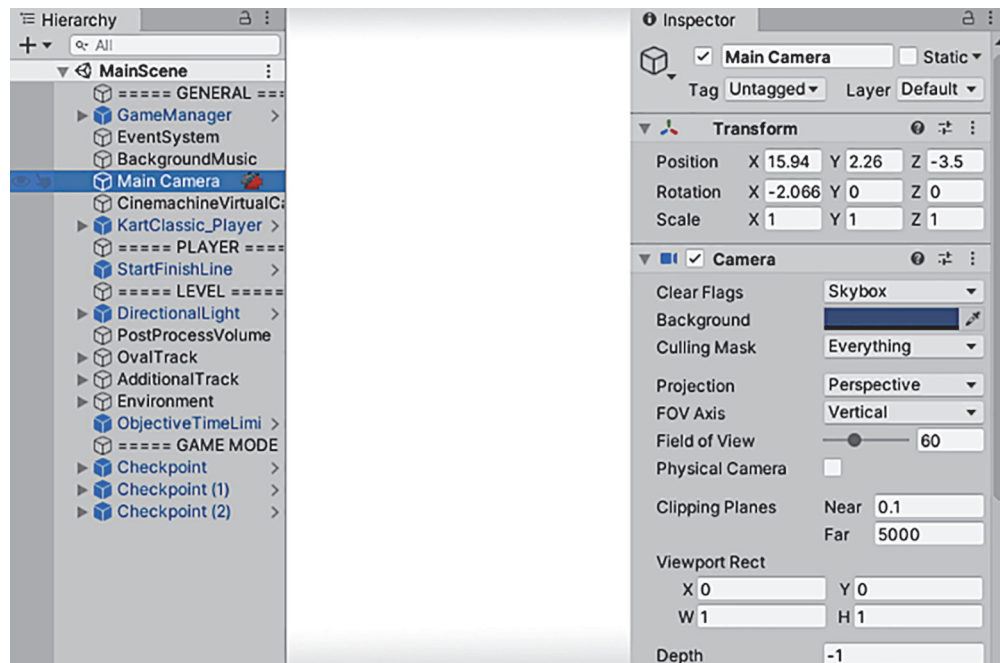 Hierarchy
All
MainScene
===== GENERAL ===
GameManager
EventSystem
BackgroundMusic
Main Camera
CinemachineVirtualCa
KartClassic_Player
===== PLAYER ====
StartFinishLine
===== LEVEL =====
DirectionalLight
PostProcessVolume
OvalTrack
AdditionalTrack
Environment
ObjectiveTimeLimi
===== GAME MODE
Checkpoint
Checkpoint (1)
Checkpoint (2)
Inspector
Main Camera Static
Tag Untagged Layer Default
Transform
Position X 15.94 Y 2.26 Z -3.5
Rotation X -2.066 Y 0 Z 0
Scale X 1 Y 1 Z 1
Camera
Clear Flags Skybox
Background
Culling Mask Everything
Projection Perspective
FOV Axis Vertical
Field of View 60
Physical Camera
Clipping Planes Near 0.1
Far 5000
Viewport Rect
X 0 Y 0
W 1 H 1
Depth -1